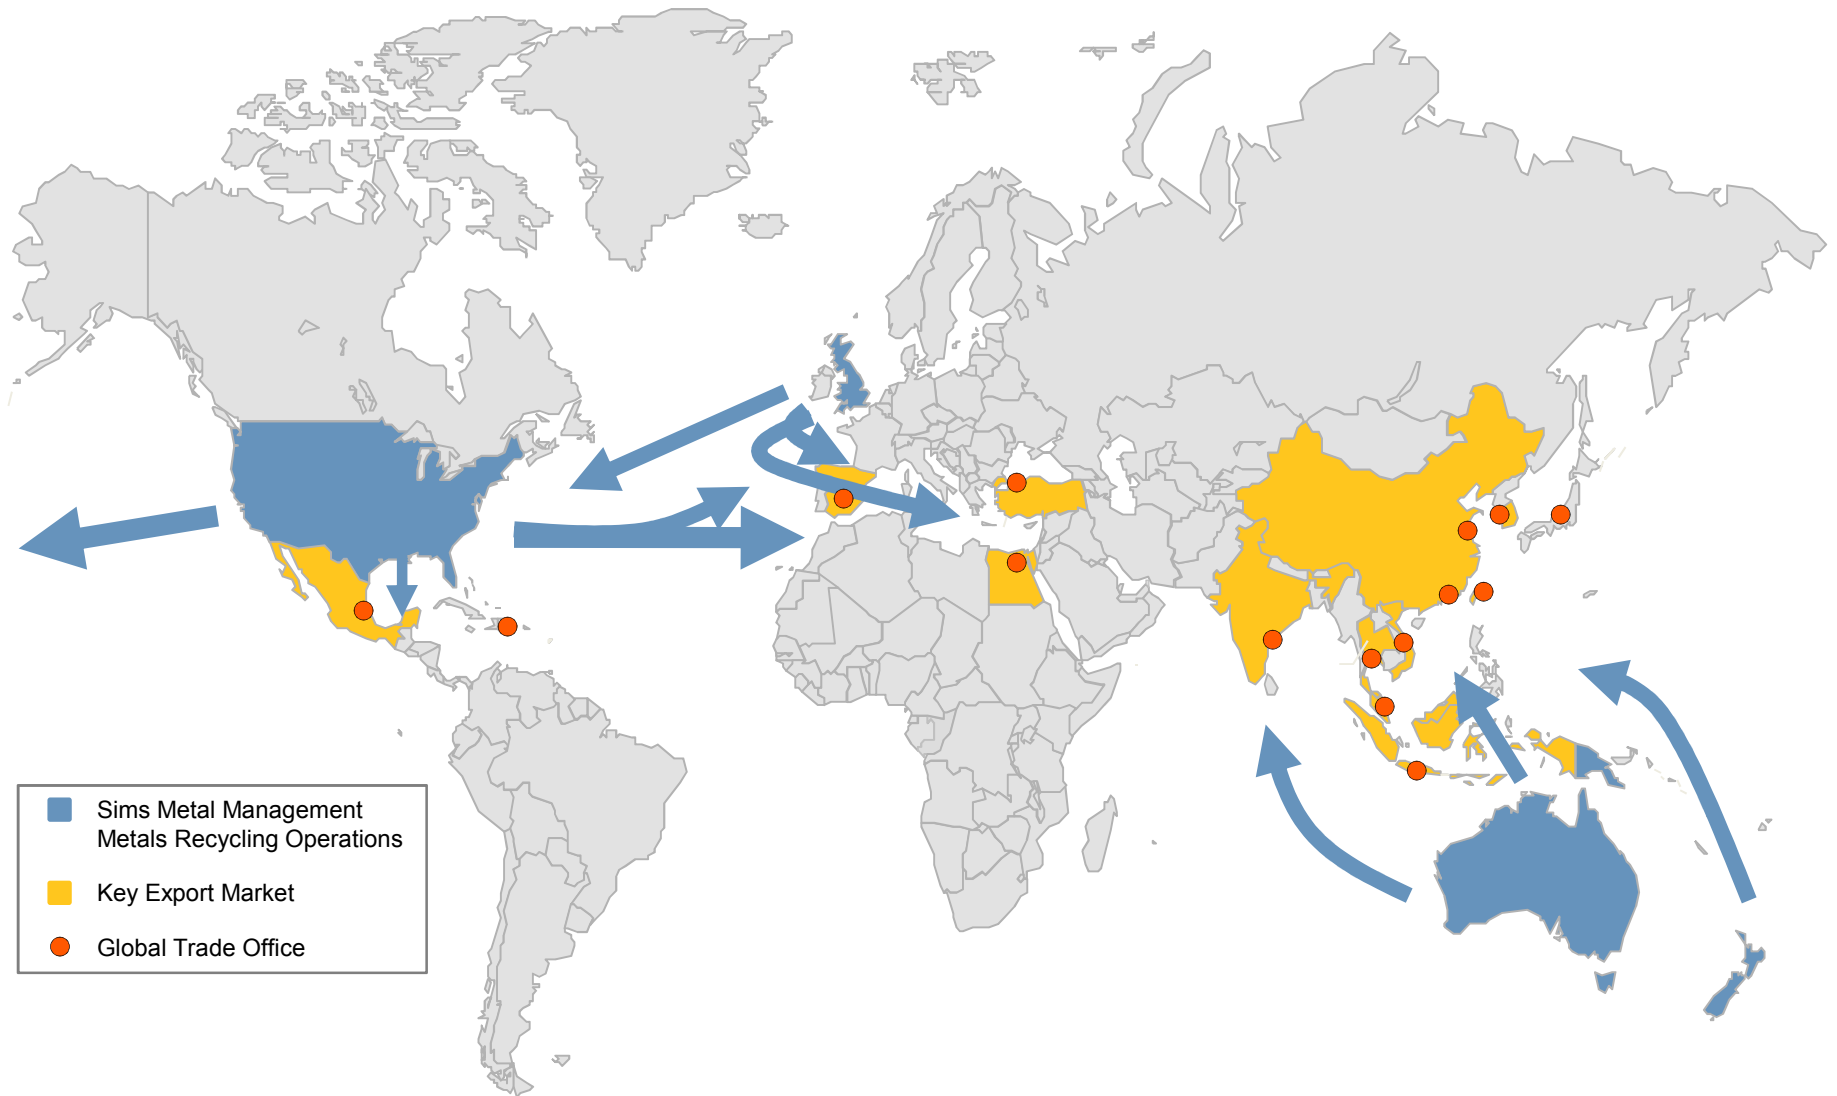 Sims Metal Management
Metals Recycling Operations
Key Export Market
Global Trade Office